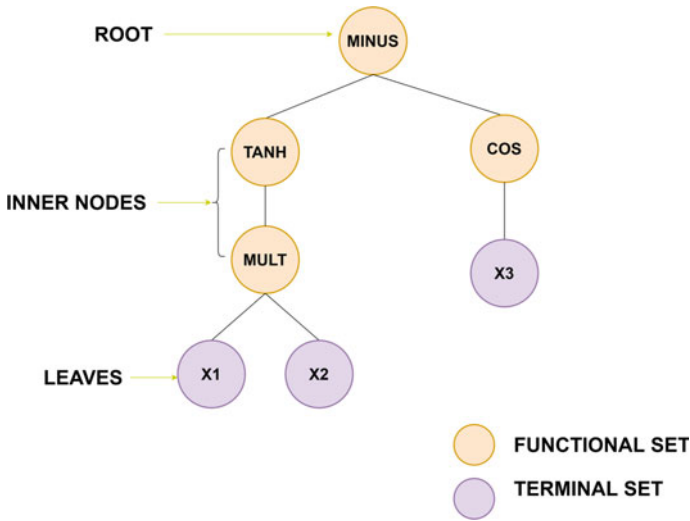 ROOT
MINUS
TANH
COS
INNER NODES
MULT
X3
LEAVES
X1
X2
FUNCTIONAL SET
TERMINAL SET